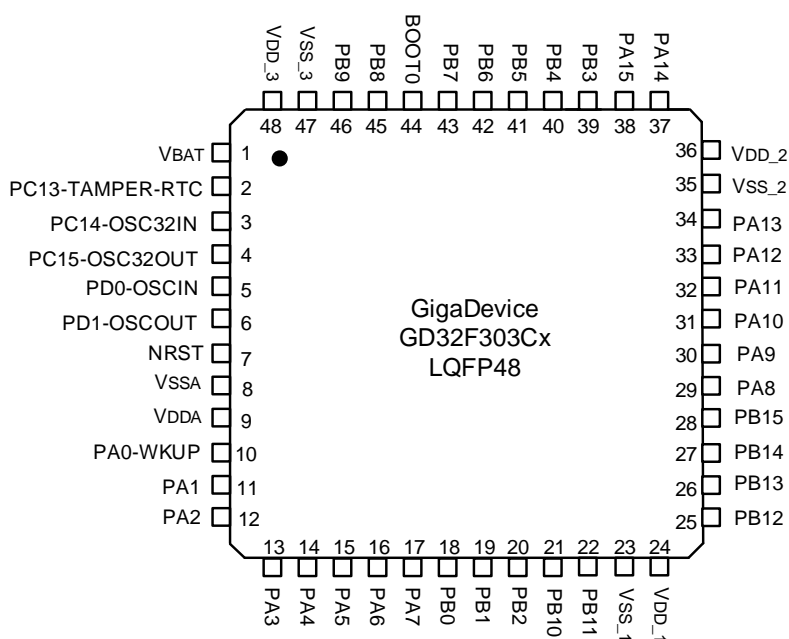 VDD_3
VSS_3
PB9
PB8
BOOT0
PB7
PB6
PB5
PB4
PB3
PA15
PA14
48 47 46 45 44 43 42 41 40 39 38 37
VBAT 1
PC13-TAMPER-RTC 2
PC14-OSC32IN 3
PC15-OSC32OUT 4
PD0-OSCIN 5
PD1-OSCOUT 6
NRST 7
VSSA 8
VDDA 9
PA0-WKUP 10
PA1 11
PA2 12
GigaDevice
GD32F303Cx
LQFP48
36 VDD_2
35 VSS_2
34 PA13
33 PA12
32 PA11
31 PA10
30 PA9
29 PA8
28 PB15
27 PB14
26 PB13
25 PB12
13 14 15 16 17 18 19 20 21 22 23 24
PA3
PA4
PA5
PA6
PA7
PB0
PB1
PB2
PB10
PB11
VSS_1
VDD_1